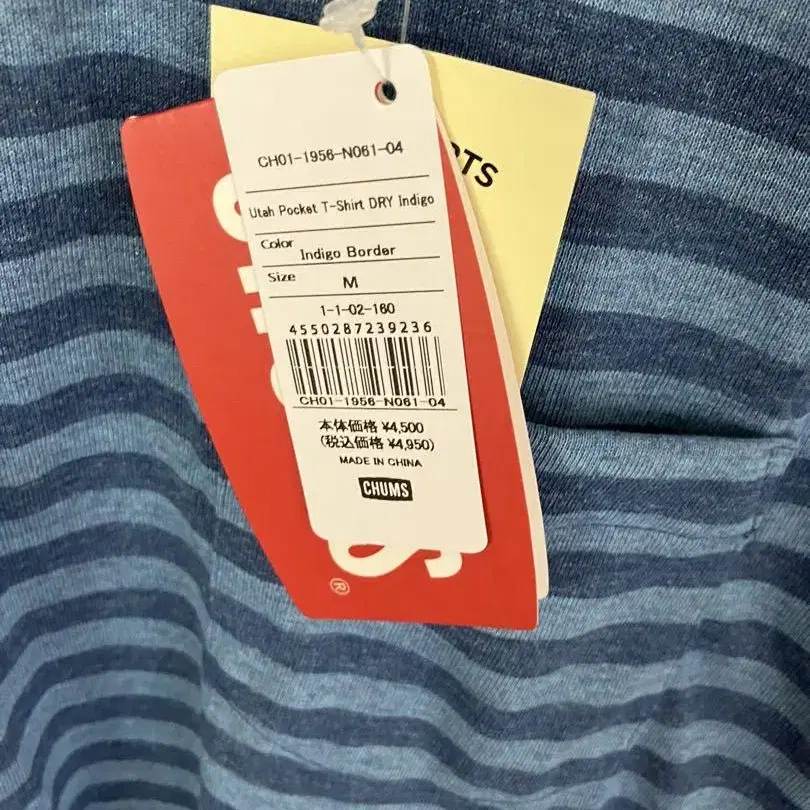 CH01-1956-N061-04
Utah Pocket T-Shirt DRY Indigo
Color Indigo Border
Size M
1-1-02-160
4550287239236
CH01-1956-N061-04
本体価格 ¥4,500
(税込価格 ¥4,950)
MADE IN CHINA
CHUMS
®